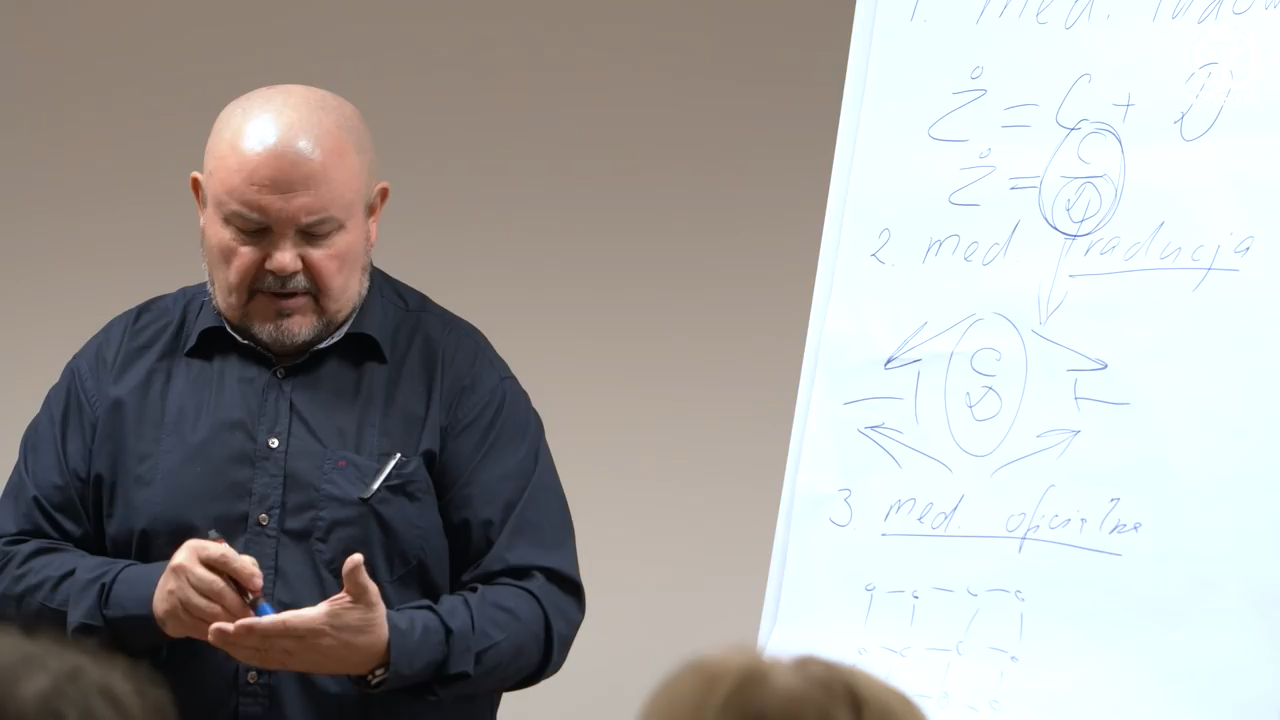 1. med. ludow
Ż = C + D
Ż = C
D
2. med. Tradycja
C
D
3. med. oficjalna